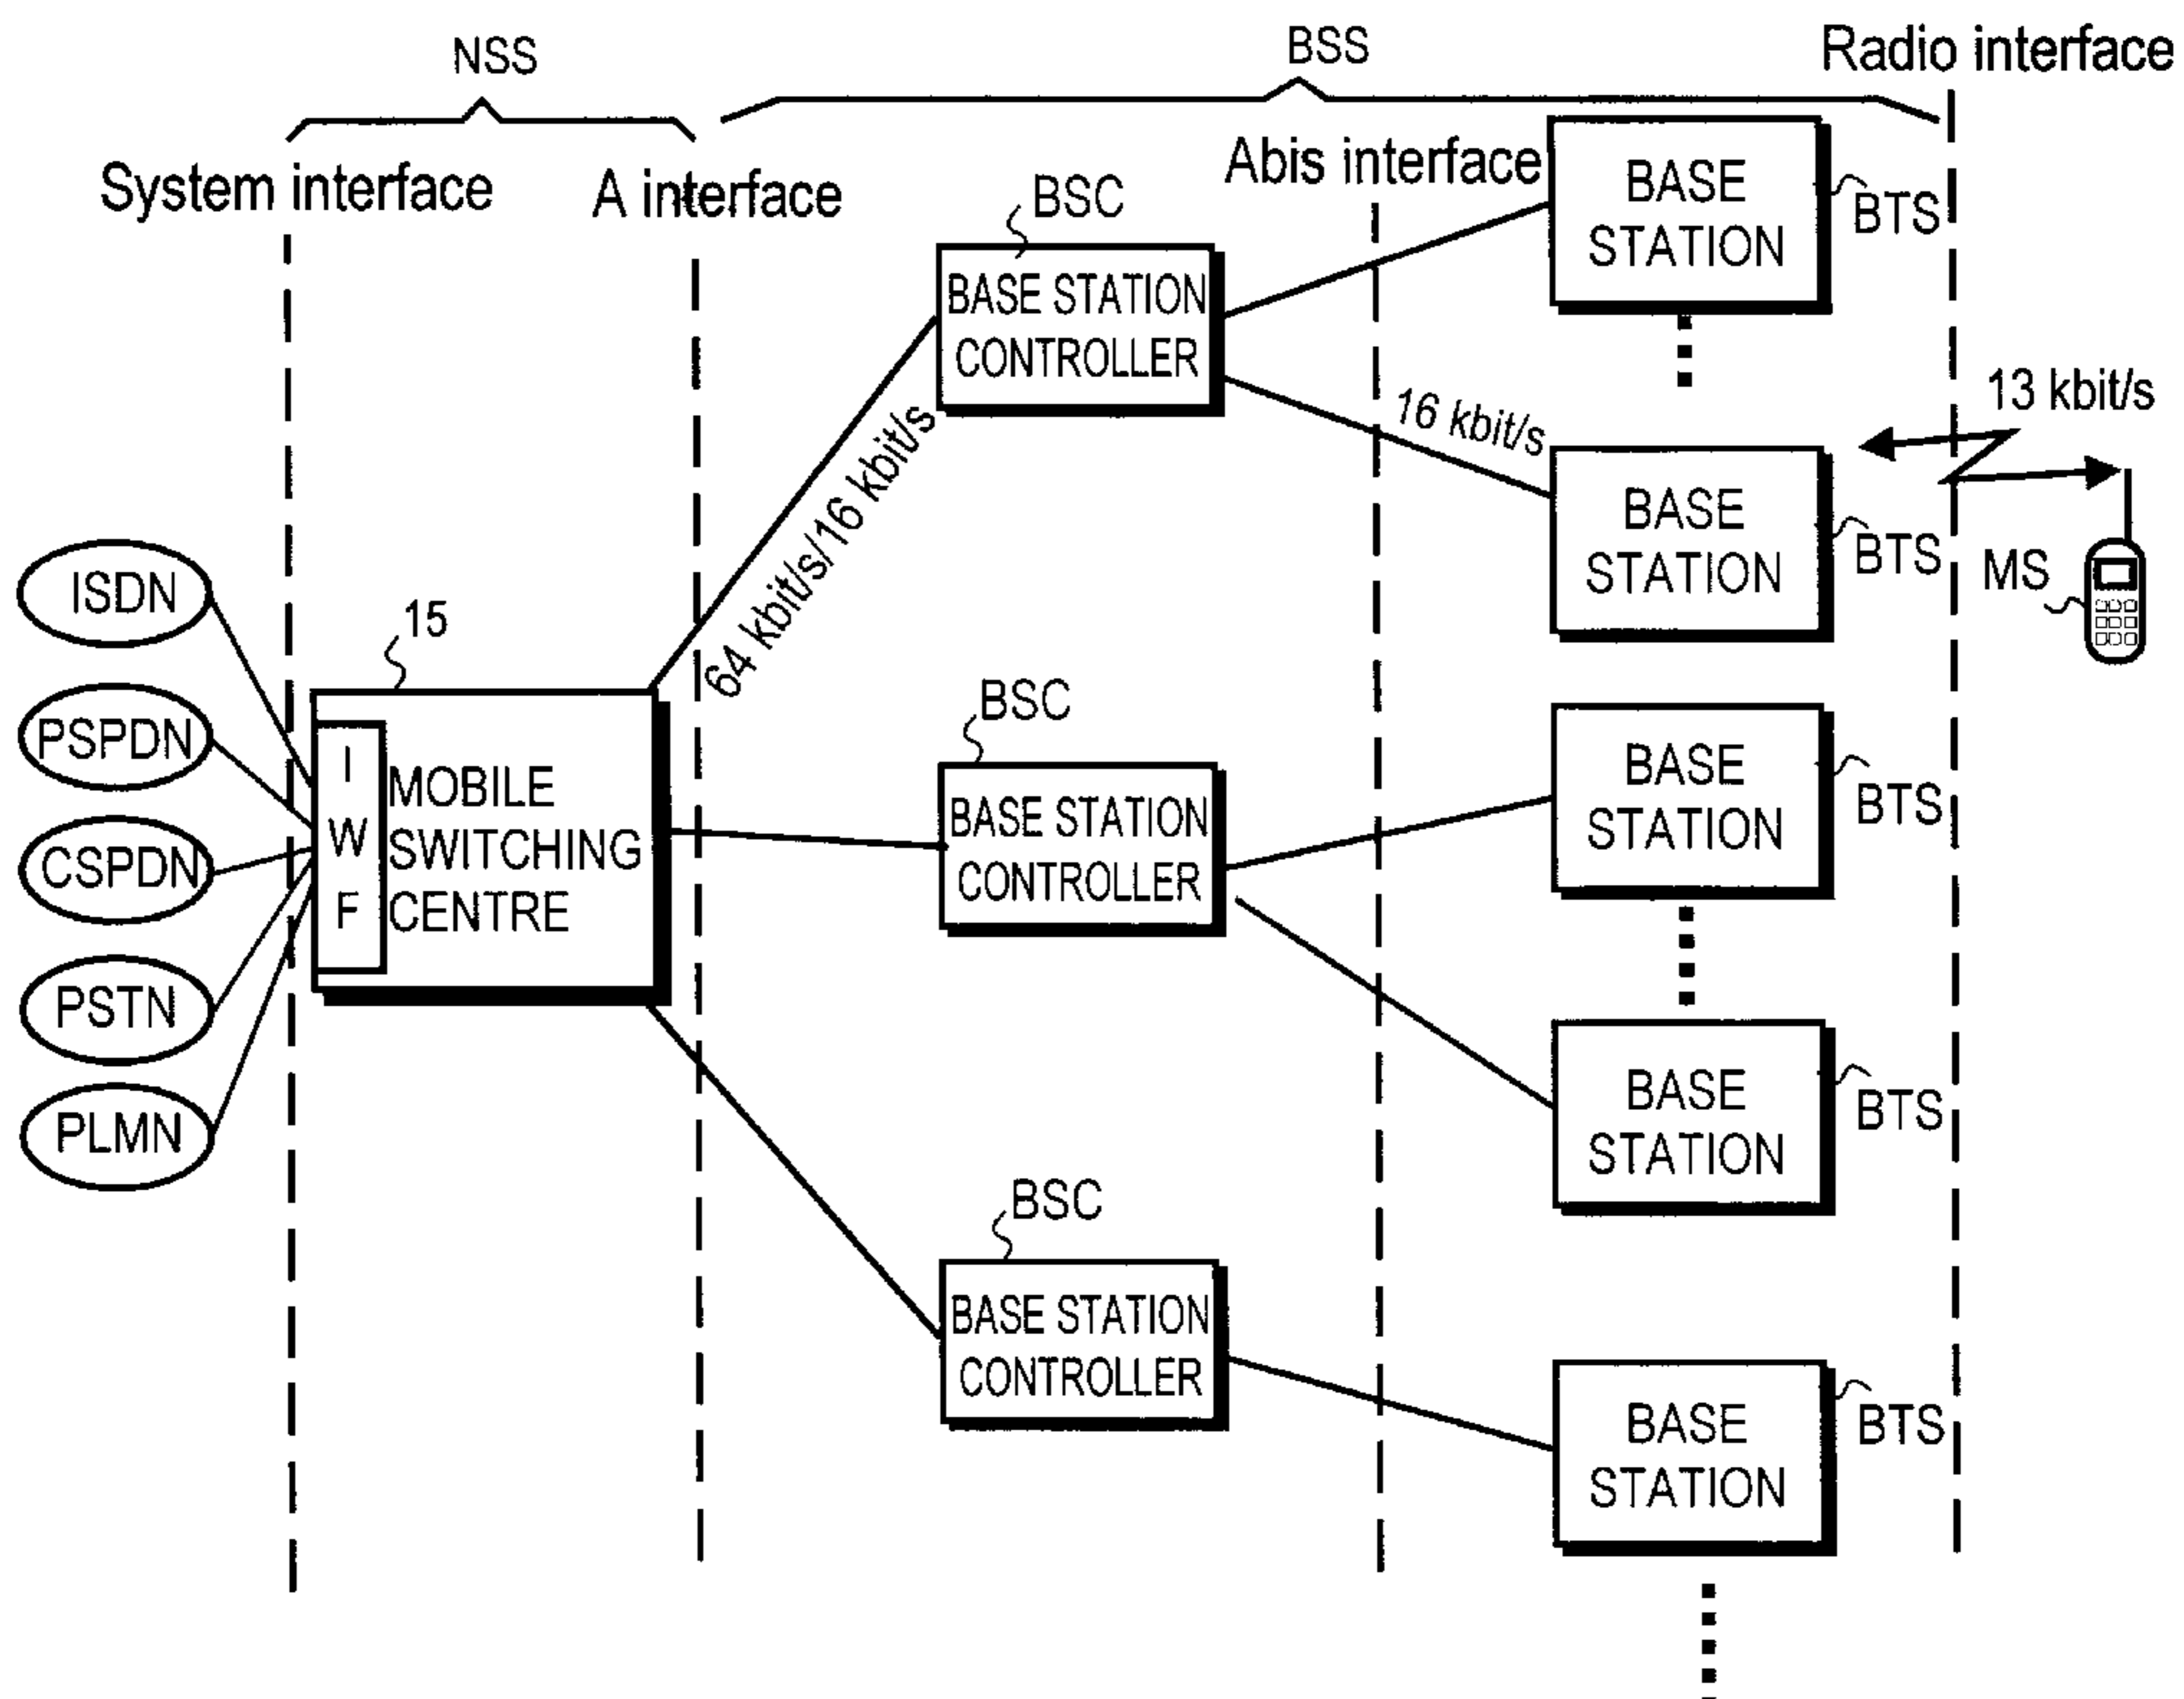 NSS
BSS
Radio interface
System interface
A interface
Abis interface
BSC
BASE STATION
CONTROLLER
BASE
STATION
BTS
64 kbit/s/16 kbit/s
16 kbit/s
13 kbit/s
BASE
STATION
BTS
MS
ISDN
PSPDN
CSPDN
PSTN
PLMN
15
I
W
F
MOBILE
SWITCHING
CENTRE
BSC
BASE STATION
CONTROLLER
BASE
STATION
BTS
BASE
STATION
BTS
BSC
BASE STATION
CONTROLLER
BASE
STATION
BTS